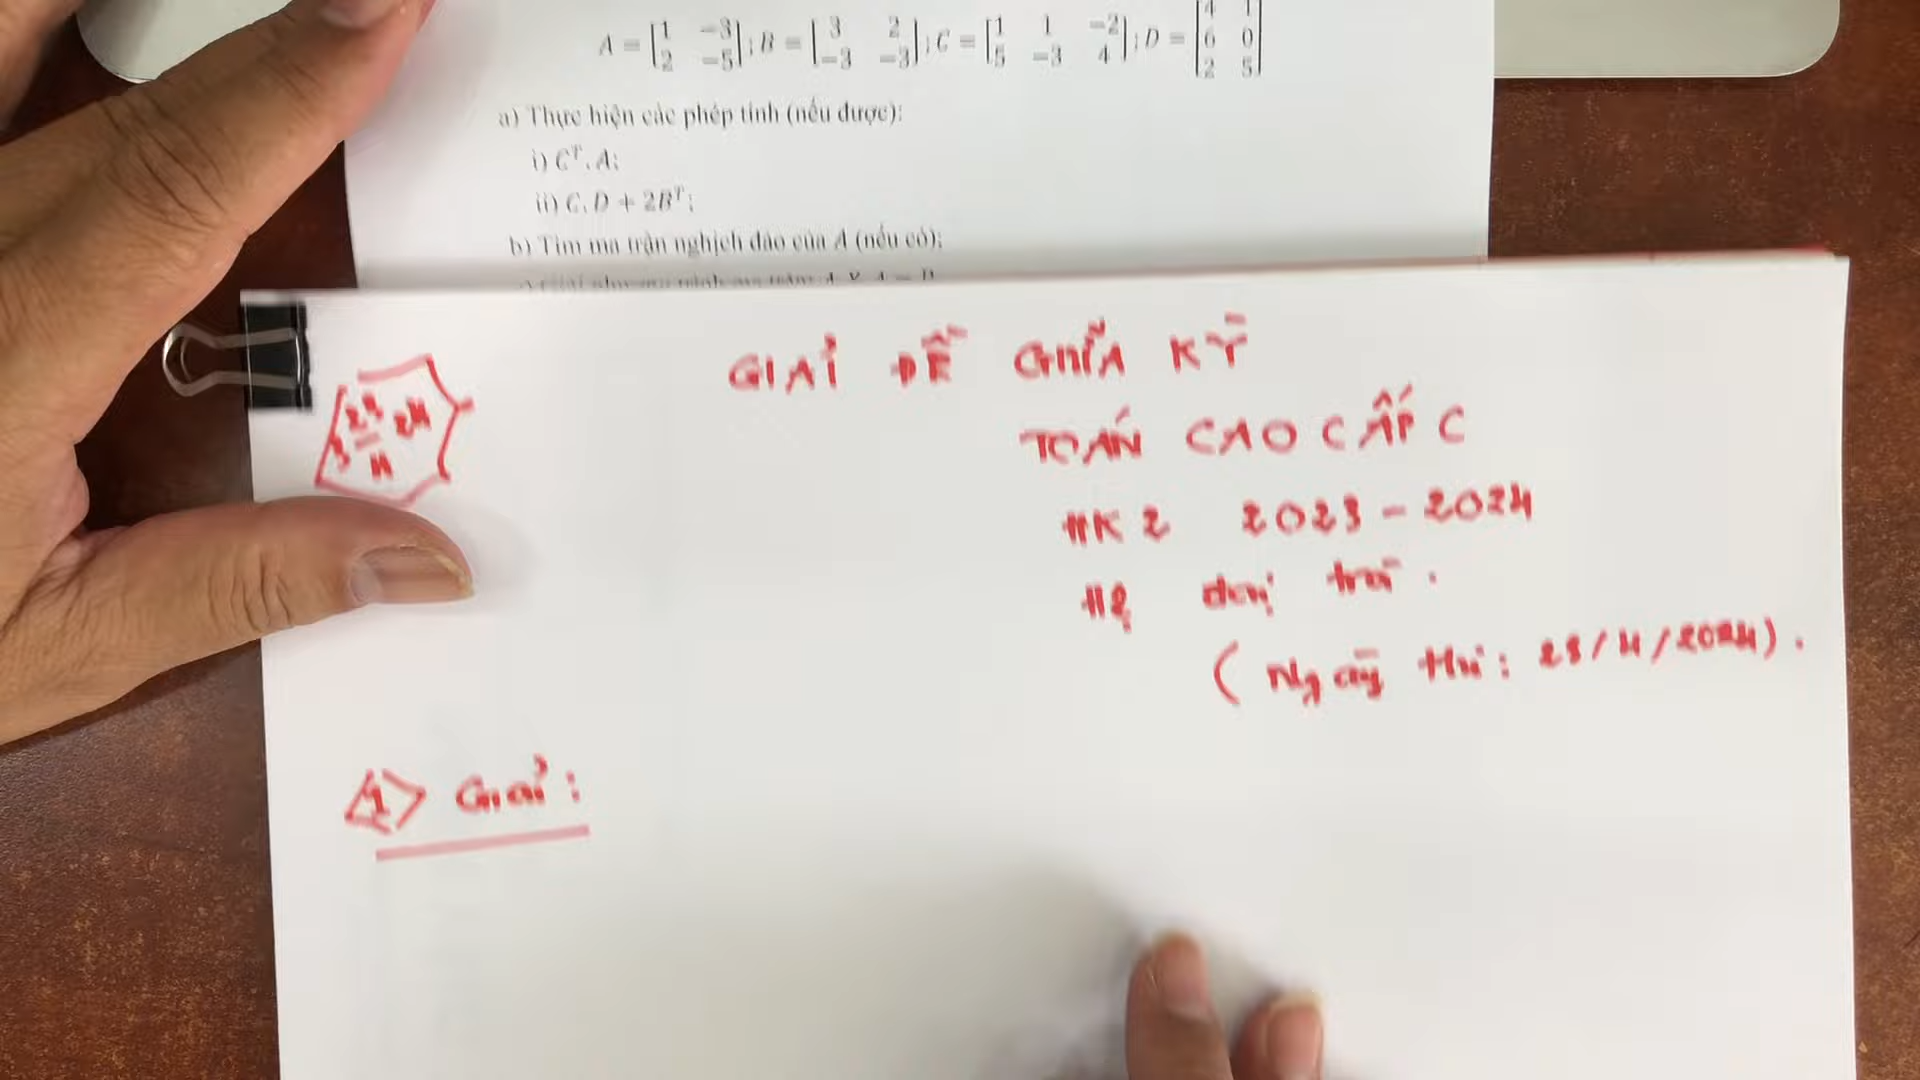 A = [1 -3; 2 -5]; B = [3 2; -3 -3]; C = [1 1 -2; 5 -3 4]; D = [4 1; 6 0; 2 5]
a) Thực hiện các phép tính (nếu được):
i) Cᵀ. A;
ii) C. D + 2Bᵀ;
b) Tìm ma trận nghịch đảo của A (nếu có);
GIẢI ĐỀ GIỮA KỲ
TOÁN CAO CẤP C
HK 2 2023 - 2024
Hệ đại trà.
(Ngày thi: 23/4/2024).
<1> Giải: